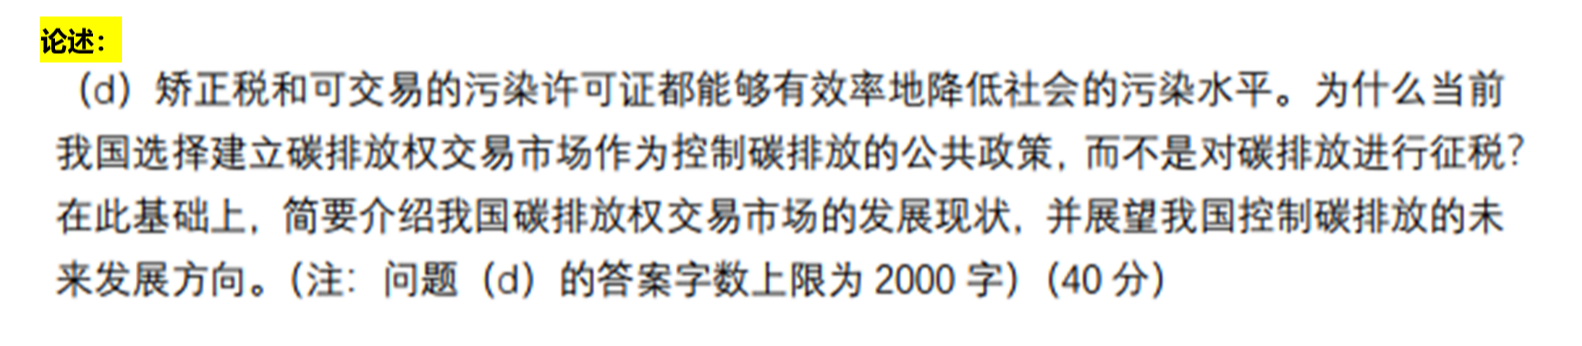 论述：
（d）矫正税和可交易的污染许可证都能够有效率地降低社会的污染水平。为什么当前
我国选择建立碳排放权交易市场作为控制碳排放的公共政策，而不是对碳排放进行征税？
在此基础上，简要介绍我国碳排放权交易市场的发展现状，并展望我国控制碳排放的未
来发展方向。（注：问题（d）的答案字数上限为 2000 字）（40 分）